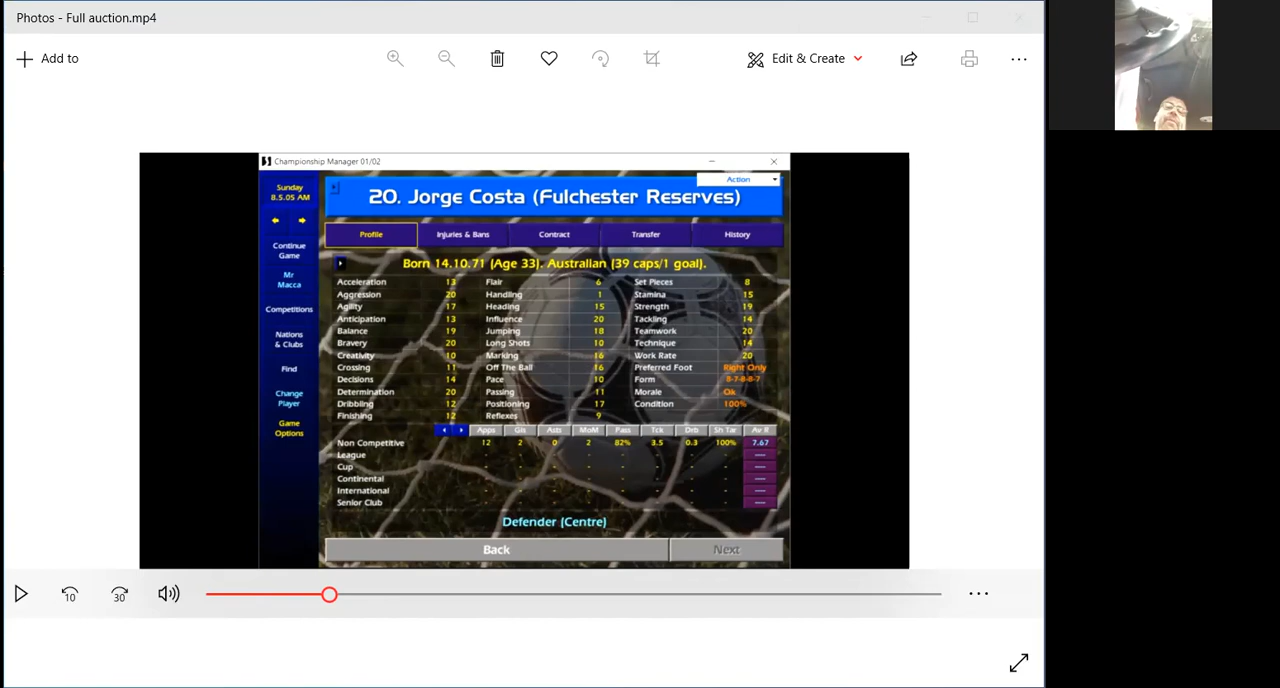 Photos - Full auction.mp4
Add to
Edit & Create
Championship Manager 01/02
Sunday
8.5.05 AM
Continue
Game
Mr
Macca
Competitions
Nations
& Clubs
Find
Change
Player
Game
Options
Action
20. Jorge Costa (Fulchester Reserves)
Profile Injuries & Bans Contract Transfer History
Born 14.10.71 (Age 33). Australian (39 caps/1 goal).
Acceleration 13 Flair 6 Set Pieces 8
Aggression 20 Handling 1 Stamina 15
Agility 17 Heading 15 Strength 19
Anticipation 13 Influence 20 Tackling 14
Balance 19 Jumping 18 Teamwork 20
Bravery 20 Long Shots 10 Technique 14
Creativity 10 Marking 16 Work Rate 20
Crossing 11 Off The Ball 16 Preferred Foot Right Only
Decisions 14 Pace 10 Form 8-7-8-8-7
Determination 20 Passing 11 Morale Ok
Dribbling 12 Positioning 17 Condition 100%
Finishing 12 Reflexes 9
Apps Gls Asts MoM Pass Tck Drb Sh Tar Av R
Non Competitive 12 2 0 2 82% 3.5 0.3 100% 7.67
League - - - - - - - - ---
Cup - - - - - - - - ---
Continental - - - - - - - - ---
International - - - - - - - - ---
Senior Club - - - - - - - - ---
Defender (Centre)
Back Next
10
30